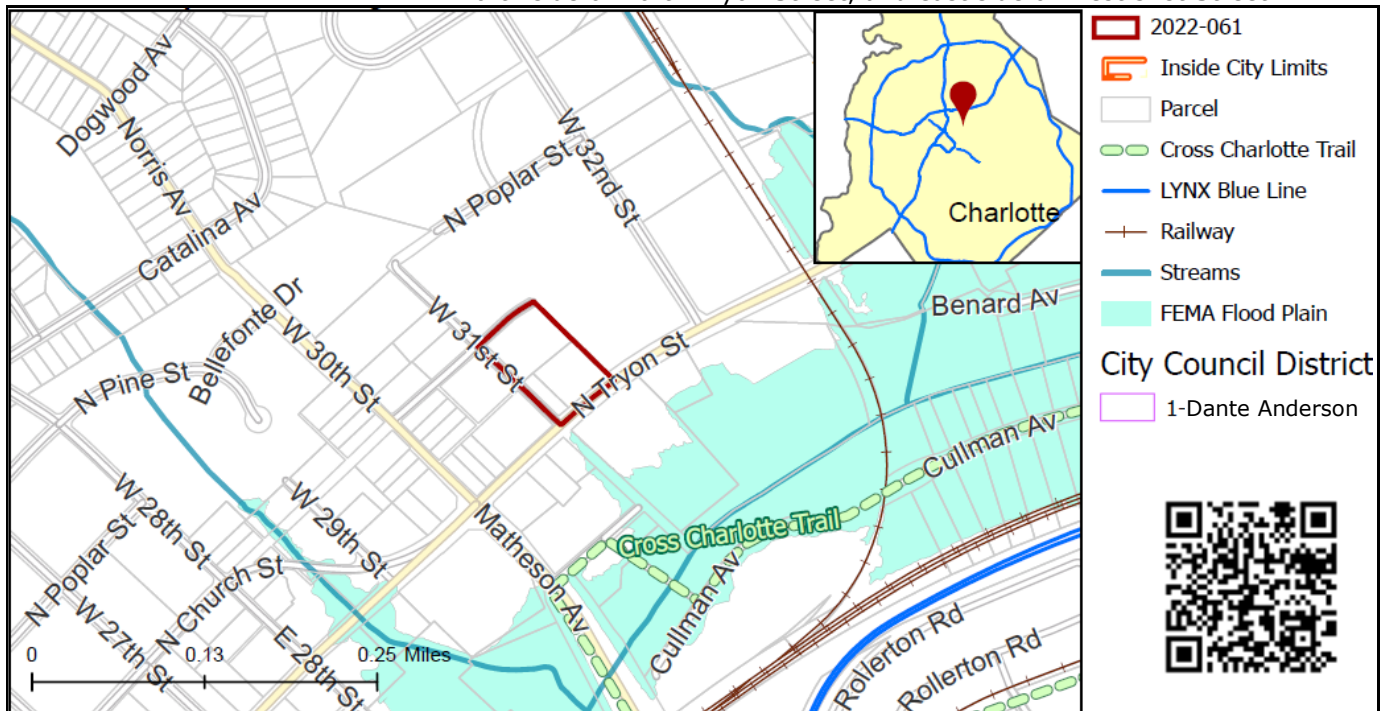 2022-061
Inside City Limits
Parcel
Cross Charlotte Trail
LYNX Blue Line
Railway
Streams
FEMA Flood Plain
City Council District
1-Dante Anderson
Charlotte
Dogwood Av
Norris Av
Catalina Av
N Poplar St
W 32nd St
Bellefonte Dr
W 31st St
W 30th St
N Pine St
N Tryon St
Benard Av
Cullman Av
W 28th St
W 29th St
Matheson Av
Cross Charlotte Trail
N Poplar St
N Church St
W 27th St
E 28th St
Cullman Av
Rollerton Rd
Rollerton Rd
0
0.13
0.25 Miles